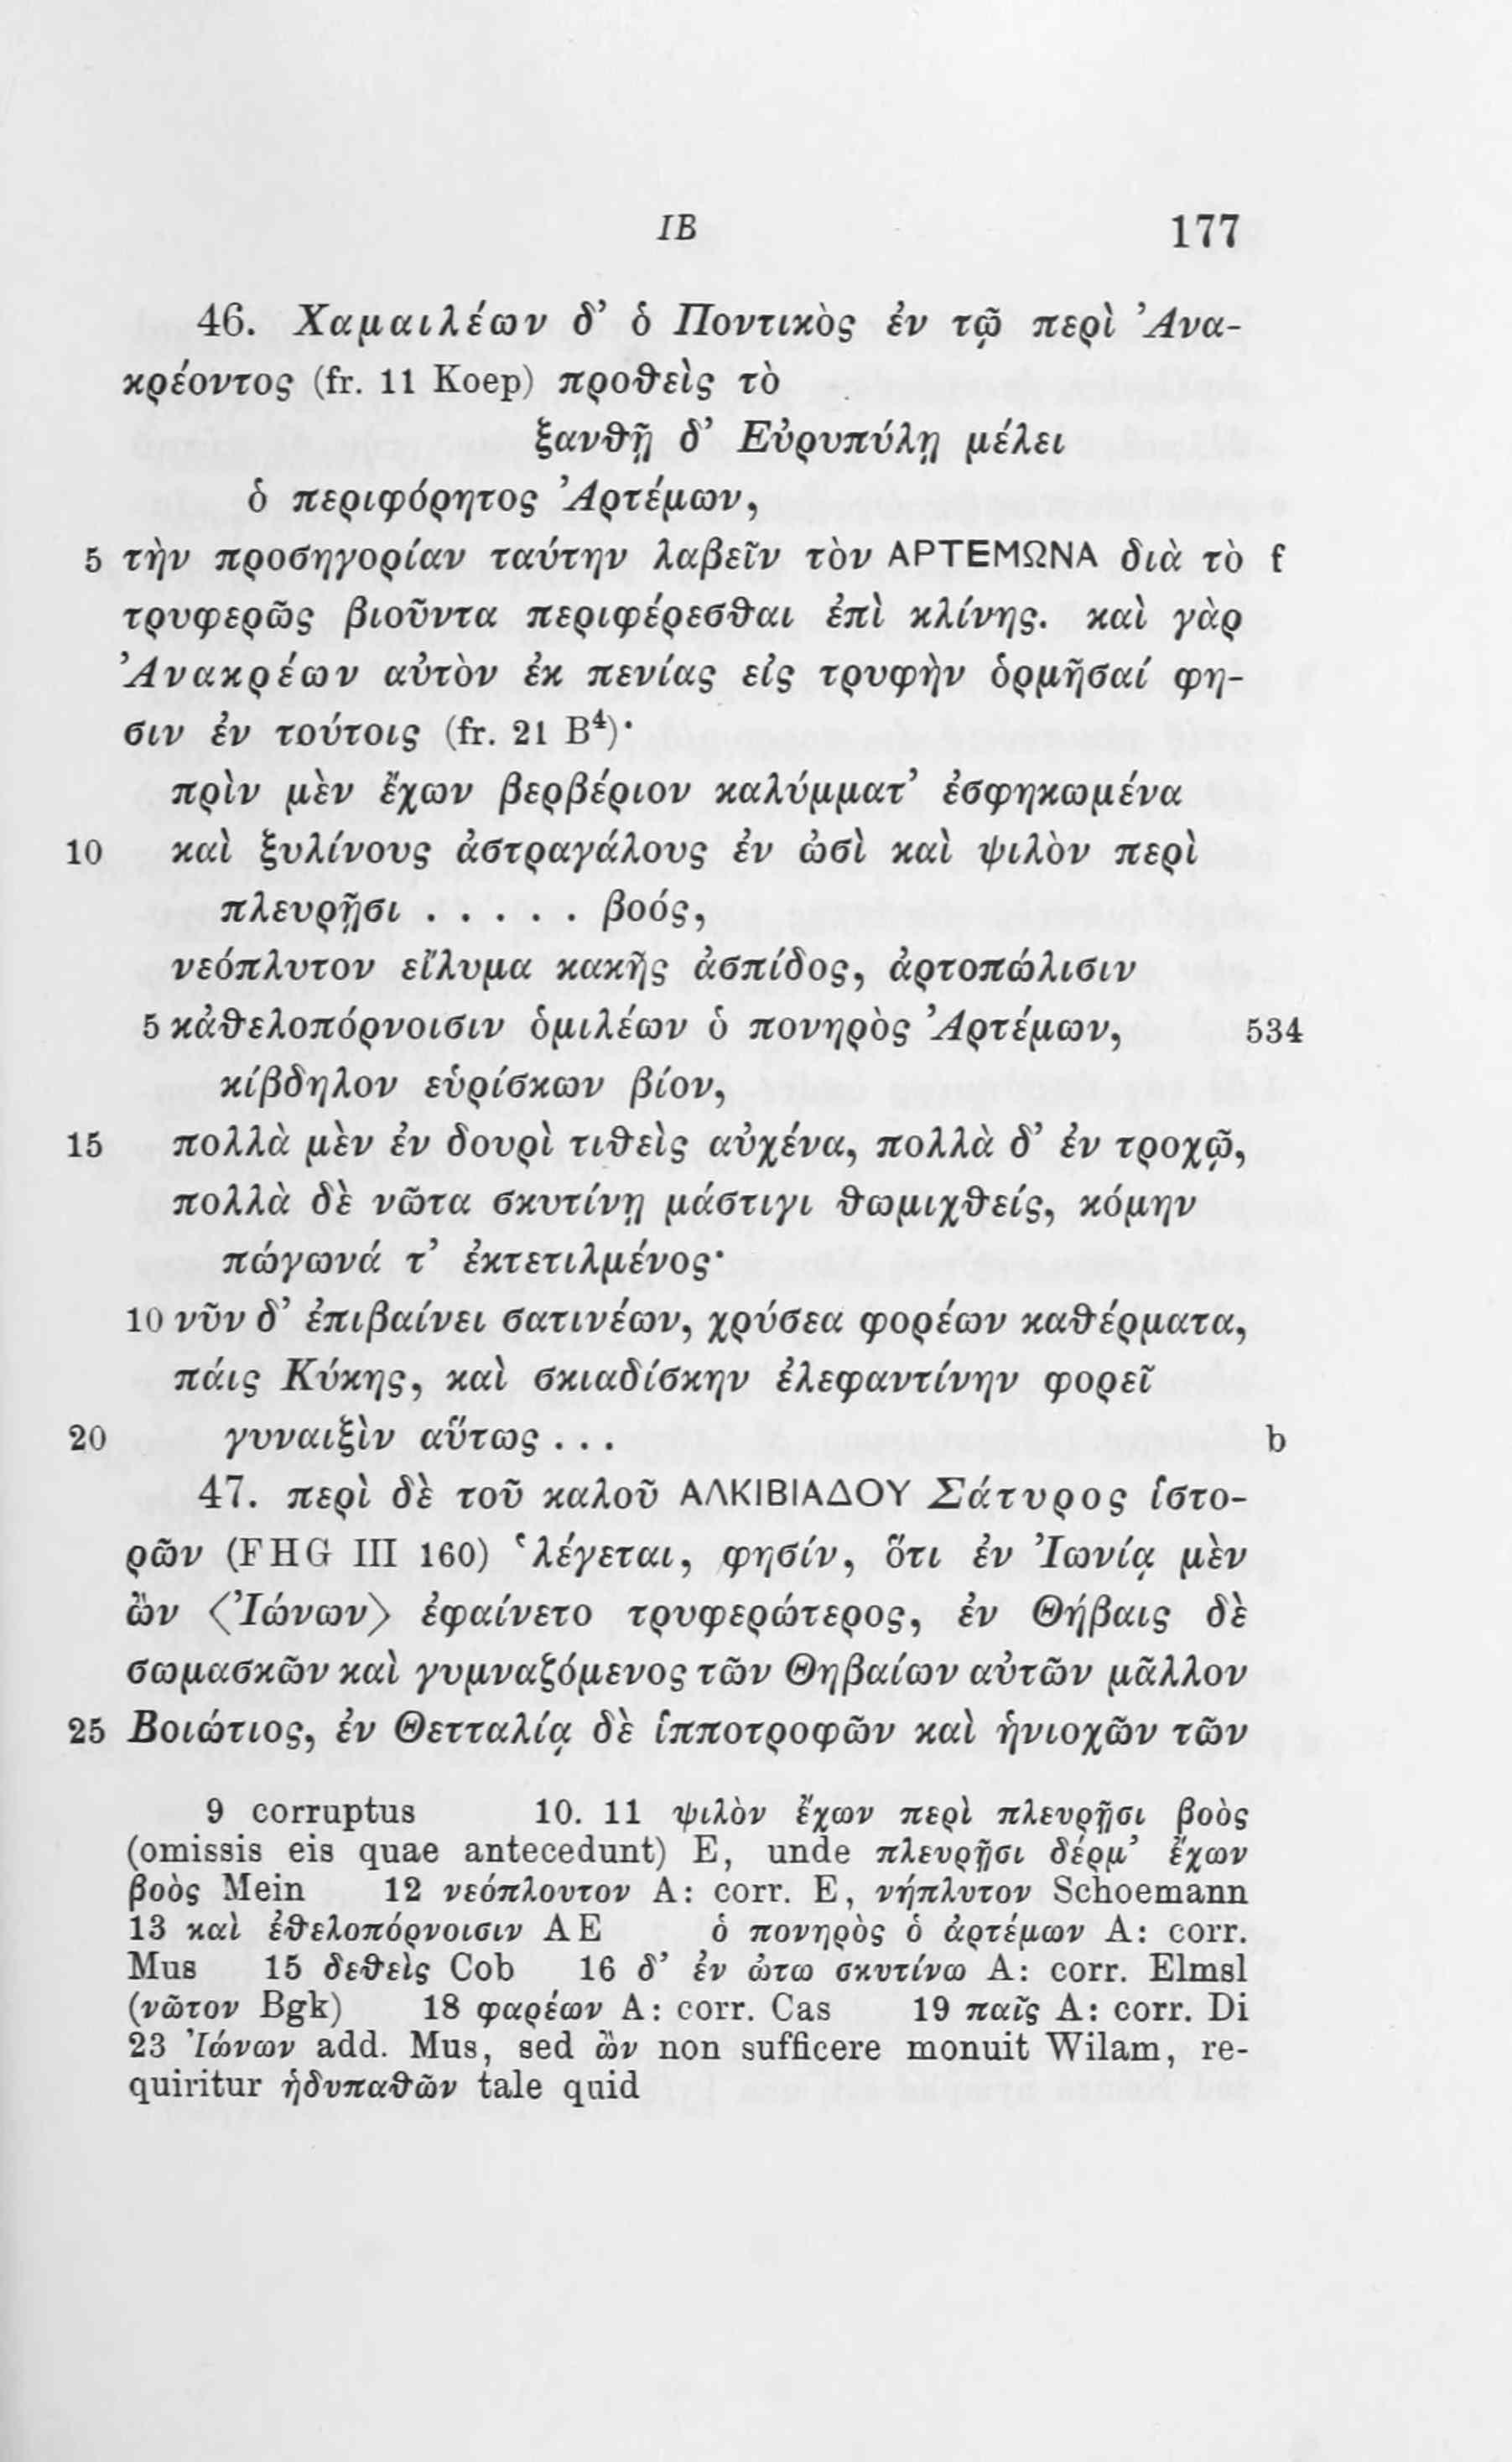 ΙΒ 177
46. Χαμαιλέων δ’ ὁ Ποντικὸς ἐν τῷ περὶ Ἀνα-
κρέοντος (fr. 11 Koep) προθεὶς τὸ
ξανθῇ δ’ Εὐρυπύλῃ μέλει
ὁ περιφόρητος Ἀρτέμων,
5 τὴν προσηγορίαν ταύτην λαβεῖν τὸν ΑΡΤΕΜΩΝΑ διὰ τὸ f
τρυφερῶς βιοῦντα περιφέρεσθαι ἐπὶ κλίνης. καὶ γὰρ
Ἀνακρέων αὐτὸν ἐκ πενίας εἰς τρυφὴν ὁρμῆσαί φη-
σιν ἐν τούτοις (fr. 21 B⁴)·
πρὶν μὲν ἔχων βερβέριον καλύμματ’ ἐσφηκωμένα
10 καὶ ξυλίνους ἀστραγάλους ἐν ὠσὶ καὶ ψιλὸν περὶ
πλευρῇσι . . . . . βοός,
νεόπλυτον εἴλυμα κακῆς ἀσπίδος, ἀρτοπώλισιν
5 κἀθελοπόρνοισιν ὁμιλέων ὁ πονηρὸς Ἀρτέμων, 534
κίβδηλον εὑρίσκων βίον,
15 πολλὰ μὲν ἐν δουρὶ τιθεὶς αὐχένα, πολλὰ δ’ ἐν τροχῷ,
πολλὰ δὲ νῶτα σκυτίνῃ μάστιγι θωμιχθείς, κόμην
πώγωνά τ’ ἐκτετιλμένος·
10 νῦν δ’ ἐπιβαίνει σατινέων, χρύσεα φορέων καθέρματα,
πάις Κύκης, καὶ σκιαδίσκην ἐλεφαντίνην φορεῖ
20 γυναιξὶν αὔτως . . . b
47. περὶ δὲ τοῦ καλοῦ ΑΛΚΙΒΙΑΔΟΥ Σάτυρος ἱστο-
ρῶν (FHG III 160) ‘λέγεται, φησίν, ὅτι ἐν Ἰωνίᾳ μὲν
ὢν ⟨Ἰώνων⟩ ἐφαίνετο τρυφερώτερος, ἐν Θήβαις δὲ
σωμασκῶν καὶ γυμναζόμενος τῶν Θηβαίων αὐτῶν μᾶλλον
25 Βοιώτιος, ἐν Θετταλίᾳ δὲ ἱπποτροφῶν καὶ ἡνιοχῶν τῶν
9 corruptus 10. 11 ψιλὸν ἔχων περὶ πλευρῇσι βοὸς
(omissis eis quae antecedunt) E, unde πλευρῇσι δέρμ’ ἔχων
βοὸς Mein 12 νεόπλουτον A: corr. E, νήπλυτον Schoemann
13 καὶ ἐθελοπόρνοισιν AE ὁ πονηρὸς ὁ ἀρτέμων A: corr.
Mus 15 δεθεὶς Cob 16 δ’ ἐν ὠτω σκυτίνω A: corr. Elmsl
(νῶτον Bgk) 18 φαρέων A: corr. Cas 19 παῖς A: corr. Di
23 Ἰώνων add. Mus, sed ὢν non sufficere monuit Wilam, re-
quiritur ἡδυπαθῶν tale quid